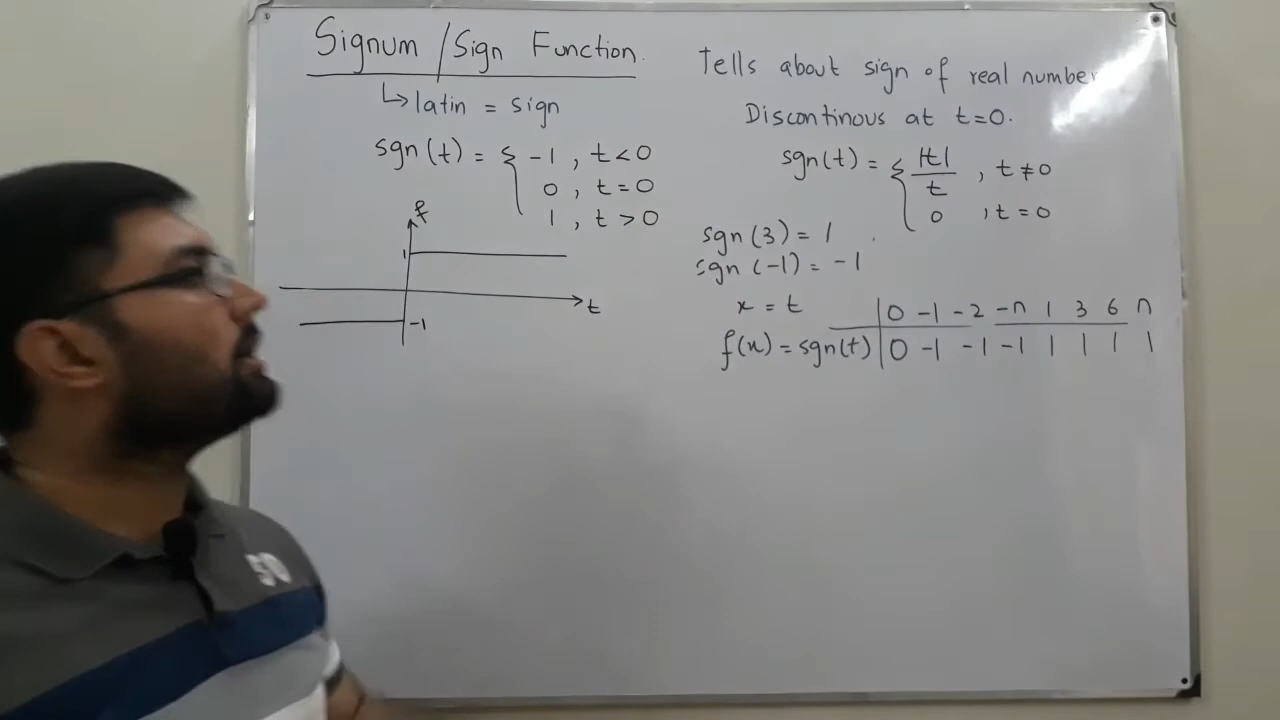 Signum / Sign Function.
↳ latin = sign
sgn(t) = { -1 , t < 0
0 , t = 0
1 , t > 0
f
1
t
-1
Tells about sign of real number
Discontinous at t=0.
sgn(t) = { |t|/t , t ≠ 0
0 , t = 0
sgn(3) = 1
sgn(-1) = -1
x = t | 0 -1 -2 -n 1 3 6 n
f(x) = sgn(t) | 0 -1 -1 -1 1 1 1 1
50